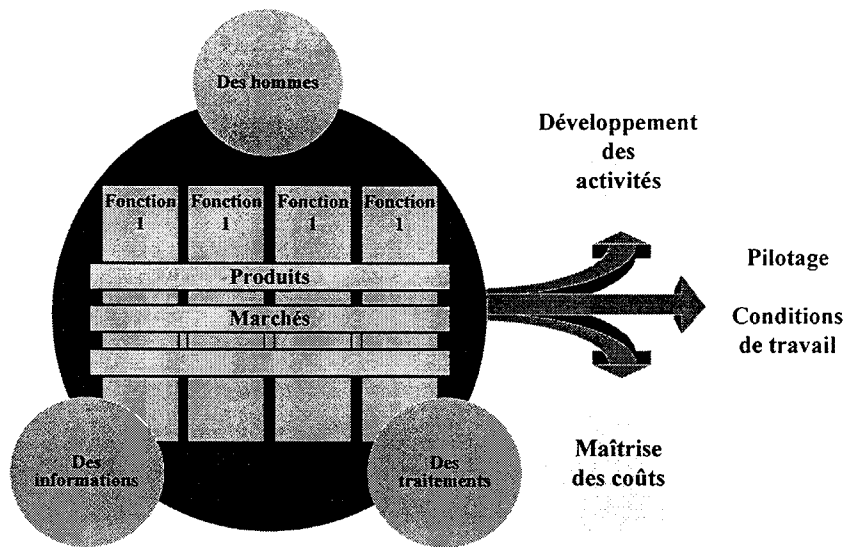 Des hommes
Développement
des
activités
Fonction
1
Fonction
1
Fonction
1
Fonction
1
Produits
Marchés
Pilotage
Conditions
de travail
Des
informations
Des
traitements
Maîtrise
des coûts